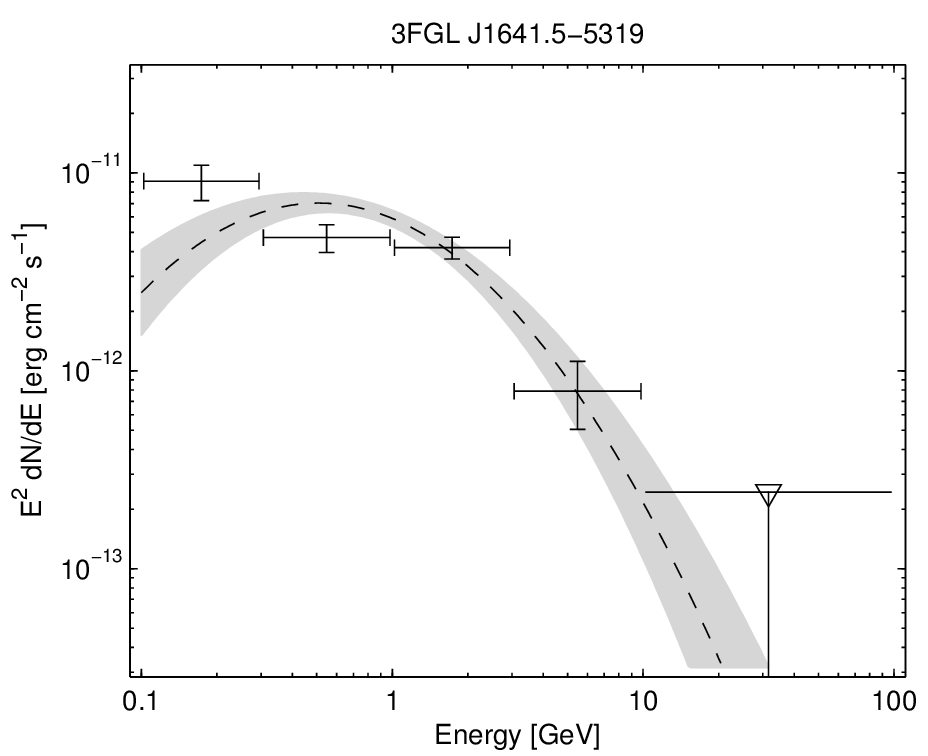 3FGL J1641.5−5319
E² dN/dE [erg cm⁻² s⁻¹]
10⁻¹¹
10⁻¹²
10⁻¹³
0.1 1 10 100
Energy [GeV]